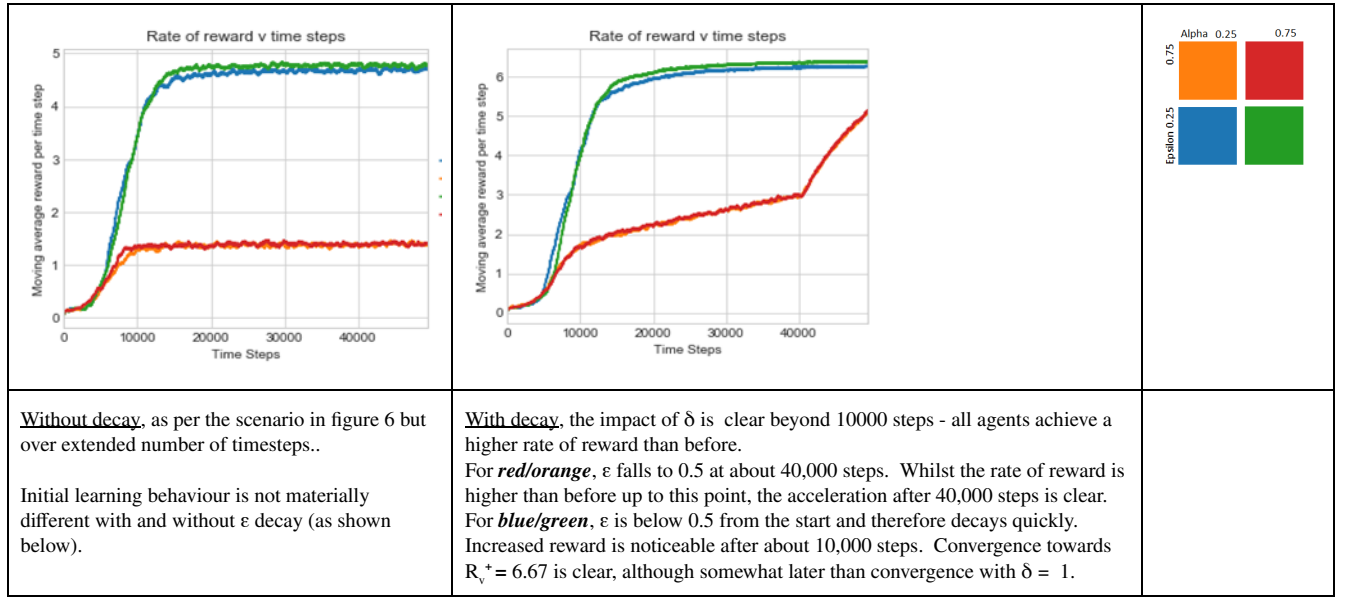 Rate of reward v time steps
Moving average reward per time step
5
4
3
2
1
0
0 10000 20000 30000 40000
Time Steps
Rate of reward v time steps
Moving average reward per time step
6
5
4
3
2
1
0
0 10000 20000 30000 40000
Time Steps
Alpha 0.25 0.75
0.75
Epsilon 0.25
Without decay, as per the scenario in figure 6 but
over extended number of timesteps..
Initial learning behaviour is not materially
different with and without ε decay (as shown
below).
With decay, the impact of δ is clear beyond 10000 steps - all agents achieve a
higher rate of reward than before.
For red/orange, ε falls to 0.5 at about 40,000 steps. Whilst the rate of reward is
higher than before up to this point, the acceleration after 40,000 steps is clear.
For blue/green, ε is below 0.5 from the start and therefore decays quickly.
Increased reward is noticeable after about 10,000 steps. Convergence towards
Rᵥ⁺ = 6.67 is clear, although somewhat later than convergence with δ = 1.